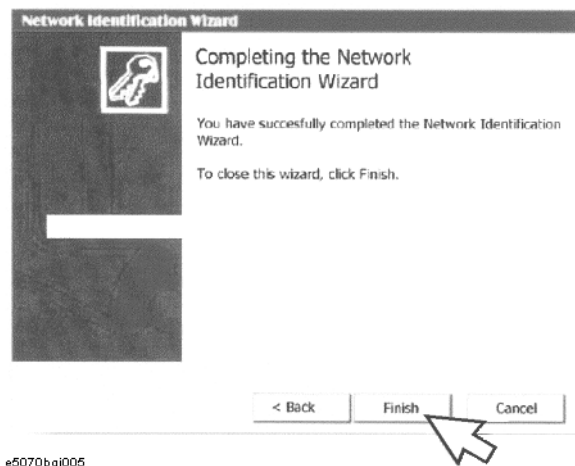 Network Identification Wizard
Completing the Network
Identification Wizard
You have succesfully completed the Network Identification
Wizard.
To close this wizard, click Finish.
< Back
Finish
Cancel
e5070bqi005